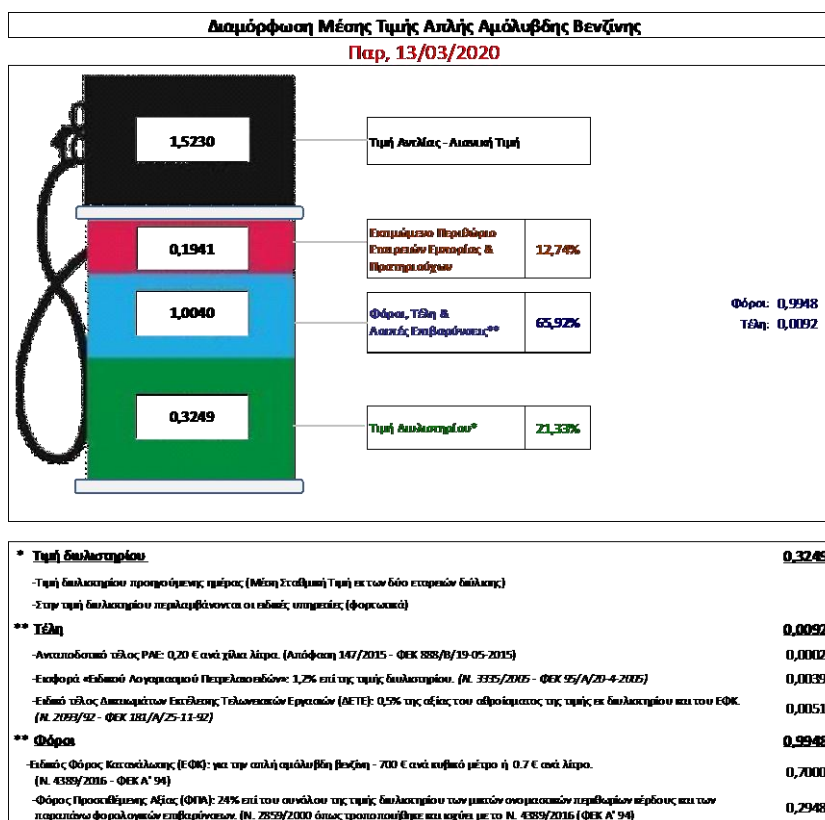 Διαμόρφωση Μέσης Τιμής Απλής Αμόλυβδης Βενζίνης
Παρ, 13/03/2020
1,5230
Τιμή Αντλίας - Λιανική Τιμή
0,1941
Εκτιμώμενο Περιθώριο
Εταιρειών Εμπορίας &
Πρατηριούχων
12,74%
1,0040
Φόροι, Τέλη &
Λοιπές Επιβαρύνσεις**
65,92%
Φόροι: 0,9948
Τέλη: 0,0092
0,3249
Τιμή Διυλιστηρίου*
21,33%
* Τιμή διυλιστηρίου 0,3249
-Τιμή διυλιστηρίου προηγούμενης ημέρας (Μέση Σταθμική Τιμή εκ των δύο εταιρειών διύλισης)
-Στην τιμή διυλιστηρίου περιλαμβάνονται οι ειδικές υπηρεσίες (φορτωτικά)
** Τέλη 0,0092
-Ανταποδοτικό τέλος ΡΑΕ: 0,20 € ανά χίλια λίτρα. (Απόφαση 147/2015 - ΦΕΚ 888/Β/19-05-2015) 0,0002
-Εισφορά «Ειδικού Λογαριασμού Πετρελαιοειδών»: 1,2% επί της τιμής διυλιστηρίου. (Ν. 3335/2005 - ΦΕΚ 95/Α/20-4-2005) 0,0039
-Ειδικό τέλος Δικαιωμάτων Εκτέλεσης Τελωνειακών Εργασιών (ΔΕΤΕ): 0,5% της αξίας του αθροίσματος της τιμής εκ διυλιστηρίου και του ΕΦΚ.
(Ν. 2093/92 - ΦΕΚ 181/Α/25-11-92) 0,0051
** Φόροι 0,9948
-Ειδικός Φόρος Κατανάλωσης (ΕΦΚ): για την απλή αμόλυβδη βενζίνη - 700 € ανά κυβικό μέτρο ή 0.7 € ανά λίτρο.
(Ν. 4389/2016 - ΦΕΚ Α' 94) 0,7000
-Φόρος Προστιθέμενης Αξίας (ΦΠΑ): 24% επί του συνόλου της τιμής διυλιστηρίου των μικτών ονομαστικών περιθωρίων κέρδους και των
παραπάνω φορολογικών επιβαρύνσεων. (Ν. 2859/2000 όπως τροποποιήθηκε και ισχύει με το Ν. 4389/2016 (ΦΕΚ Α' 94) 0,2948